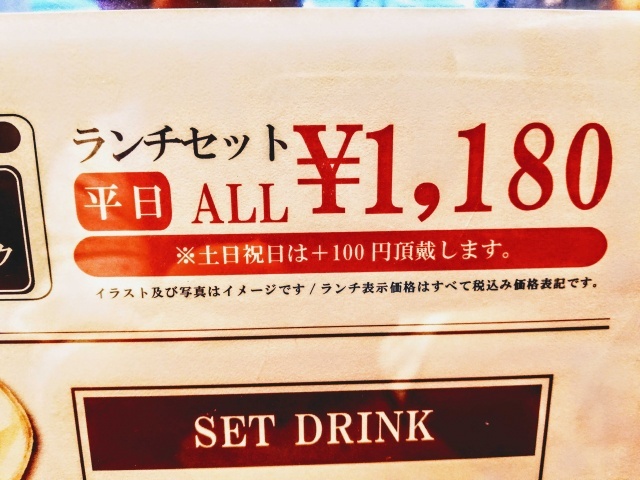 ランチセット
平日 ALL ¥1,180
※土日祝日は＋100円頂戴します。
イラスト及び写真はイメージです / ランチ表示価格はすべて税込み価格表記です。
ク
SET DRINK